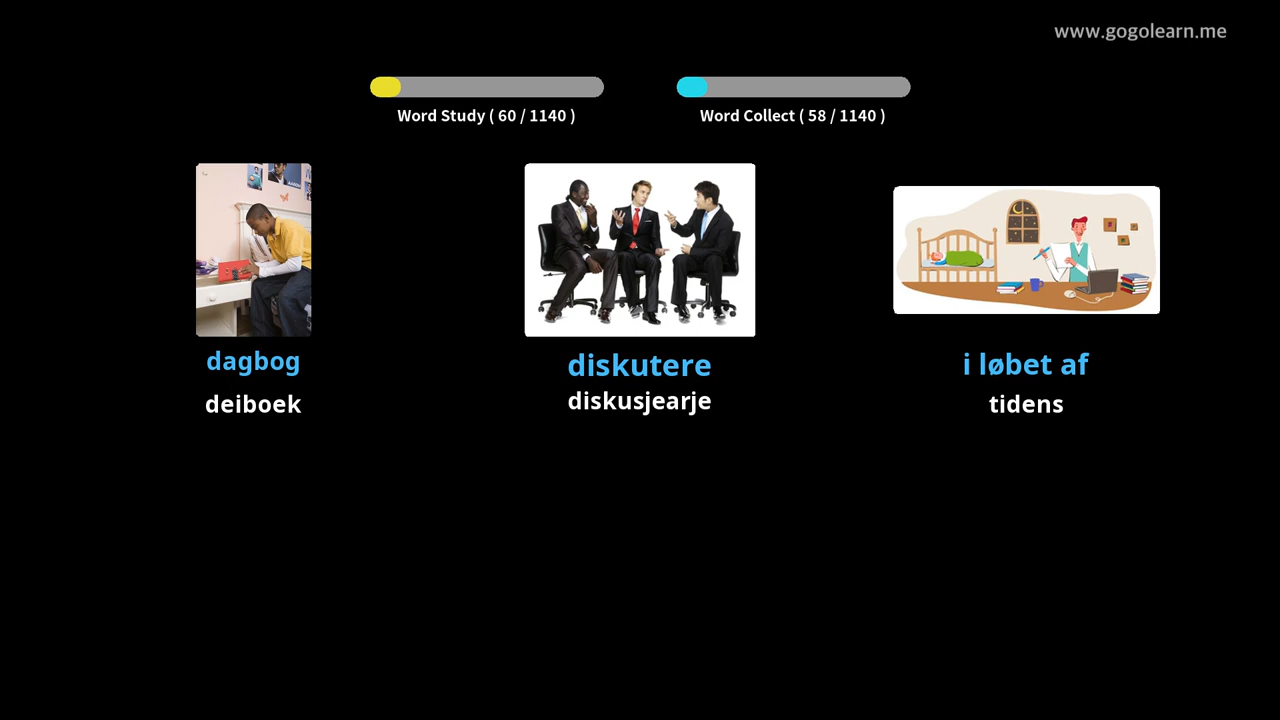 www.gogolearn.me
Word Study ( 60 / 1140 )
Word Collect ( 58 / 1140 )
dagbog
diskutere
i løbet af
deiboek
diskusjearje
tidens